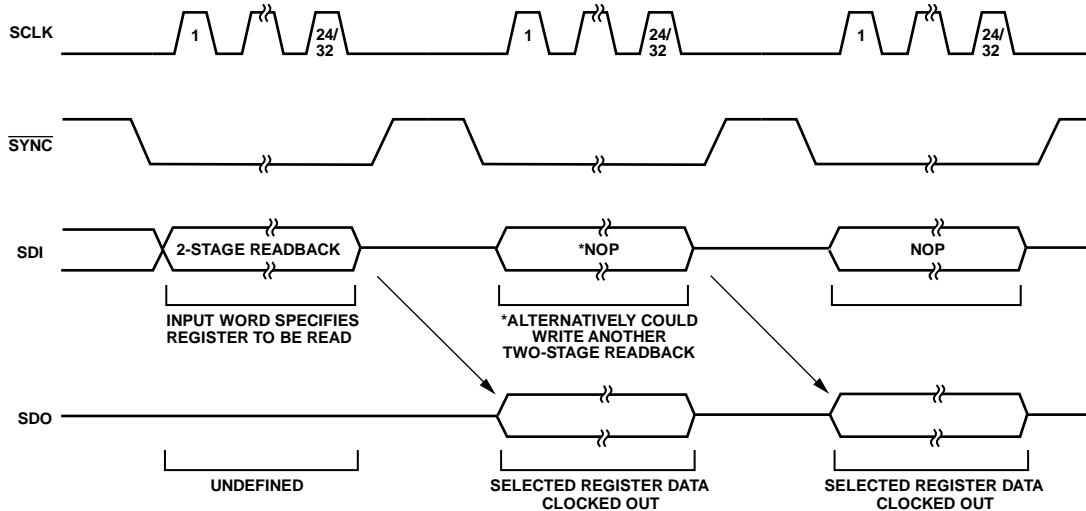 SCLK
1
24/
32
1
24/
32
1
24/
32
SYNC
SDI
2-STAGE READBACK
*NOP
NOP
INPUT WORD SPECIFIES
REGISTER TO BE READ
*ALTERNATIVELY COULD
WRITE ANOTHER
TWO-STAGE READBACK
SDO
UNDEFINED
SELECTED REGISTER DATA
CLOCKED OUT
SELECTED REGISTER DATA
CLOCKED OUT